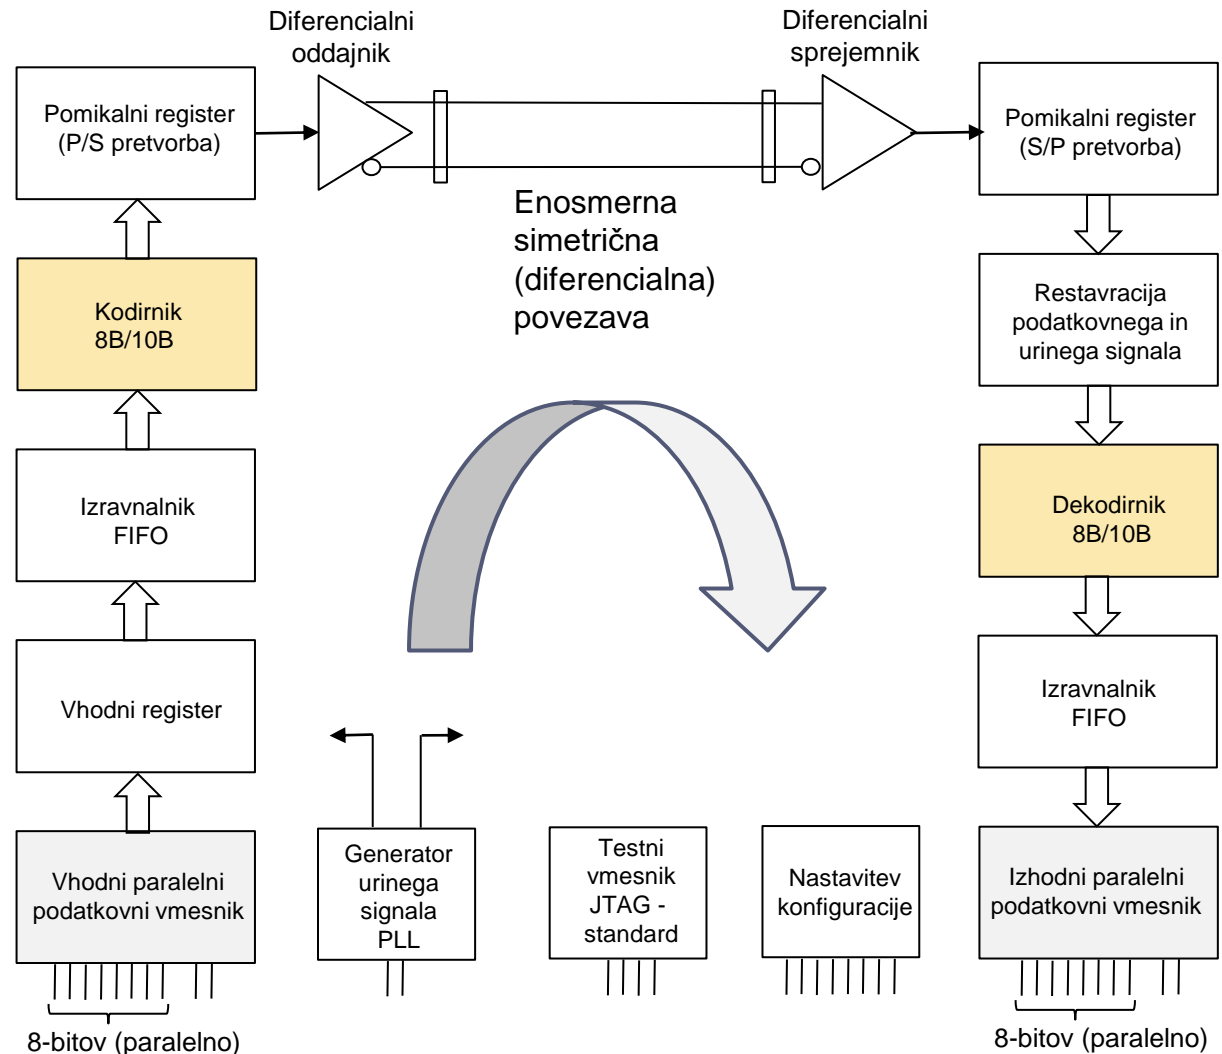 Diferencialni
oddajnik
Diferencialni
sprejemnik
Pomikalni register
(P/S pretvorba)
Pomikalni register
(S/P pretvorba)
Enosmerna
simetrična
(diferencialna)
povezava
Kodirnik
8B/10B
Restavracija
podatkovnega in
urinega signala
Izravnalnik
FIFO
Dekodirnik
8B/10B
Vhodni register
Izravnalnik
FIFO
Vhodni paralelni
podatkovni vmesnik
Generator
urinega
signala
PLL
Testni
vmesnik
JTAG -
standard
Nastavitev
konfiguracije
Izhodni paralelni
podatkovni vmesnik
8-bitov (paralelno)
8-bitov (paralelno)